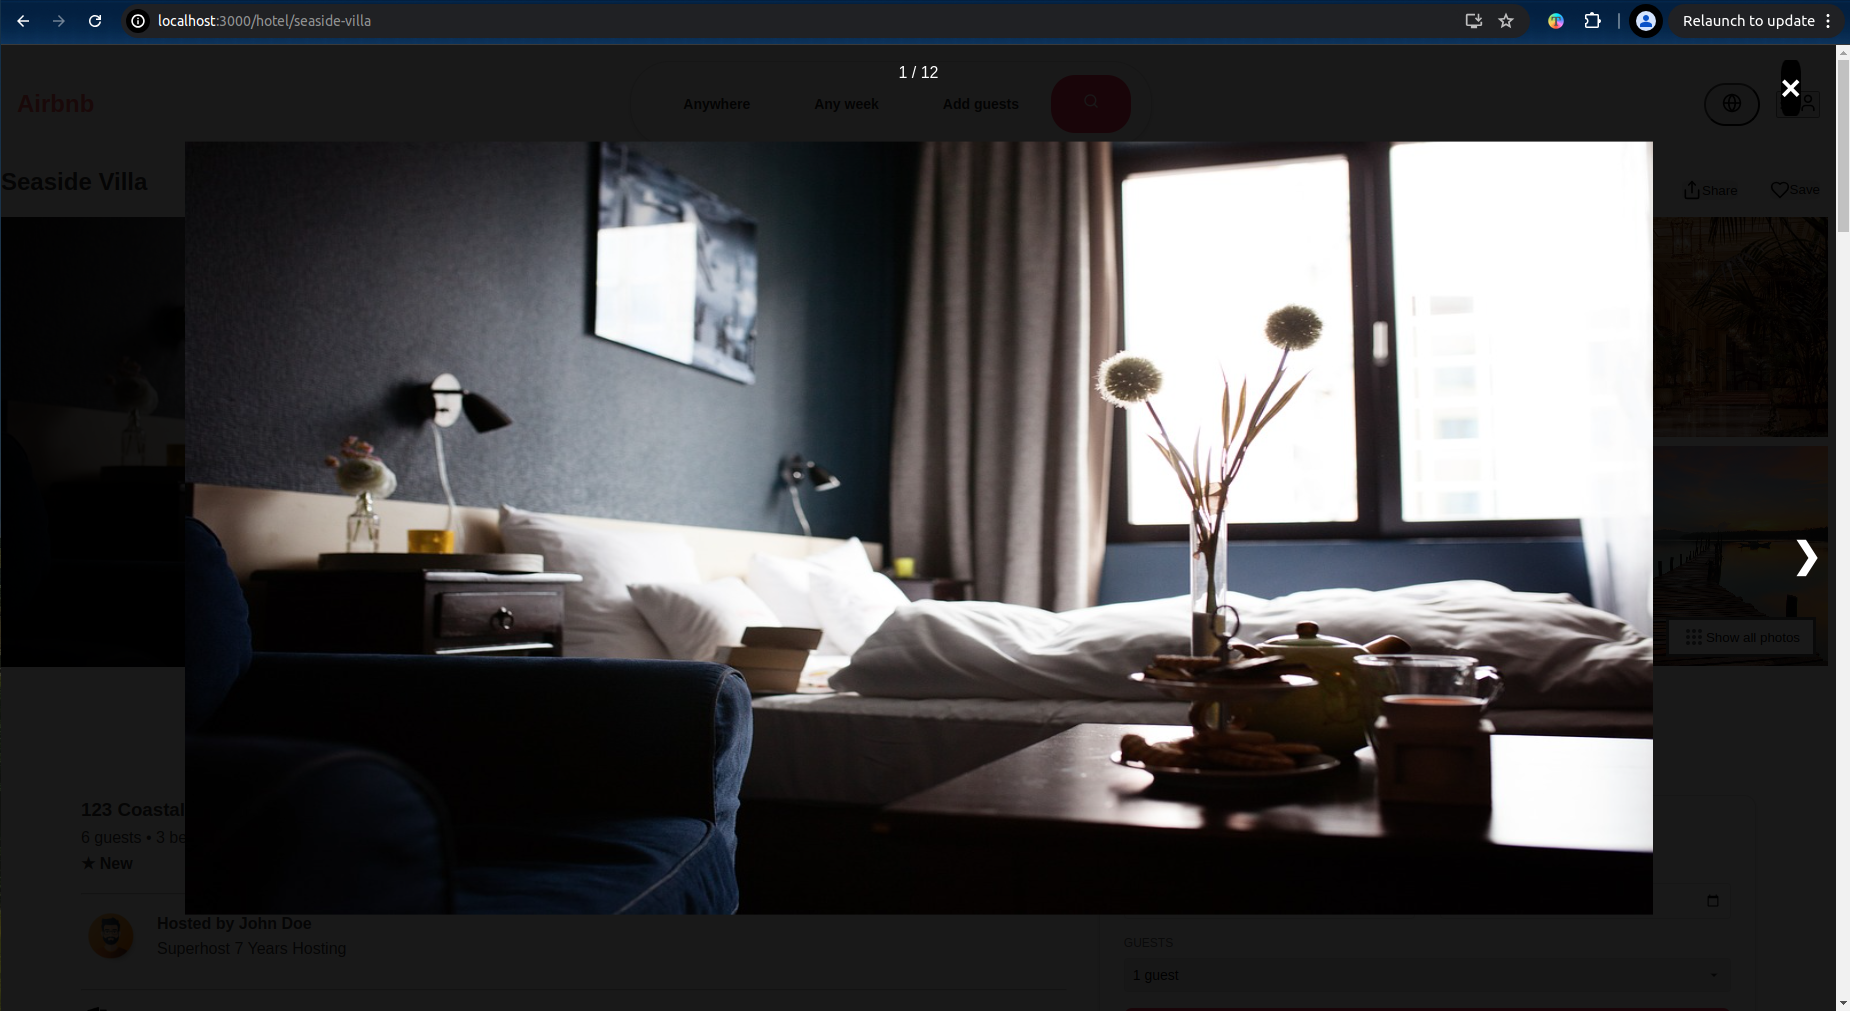 localhost:3000/hotel/seaside-villa
Relaunch to update
1 / 12
×
Airbnb
Anywhere
Any week
Add guests
Seaside Villa
Share
Save
❯
Show all photos
123 Coastal
6 guests • 3 be
★ New
Hosted by John Doe
Superhost 7 Years Hosting
GUESTS
1 guest